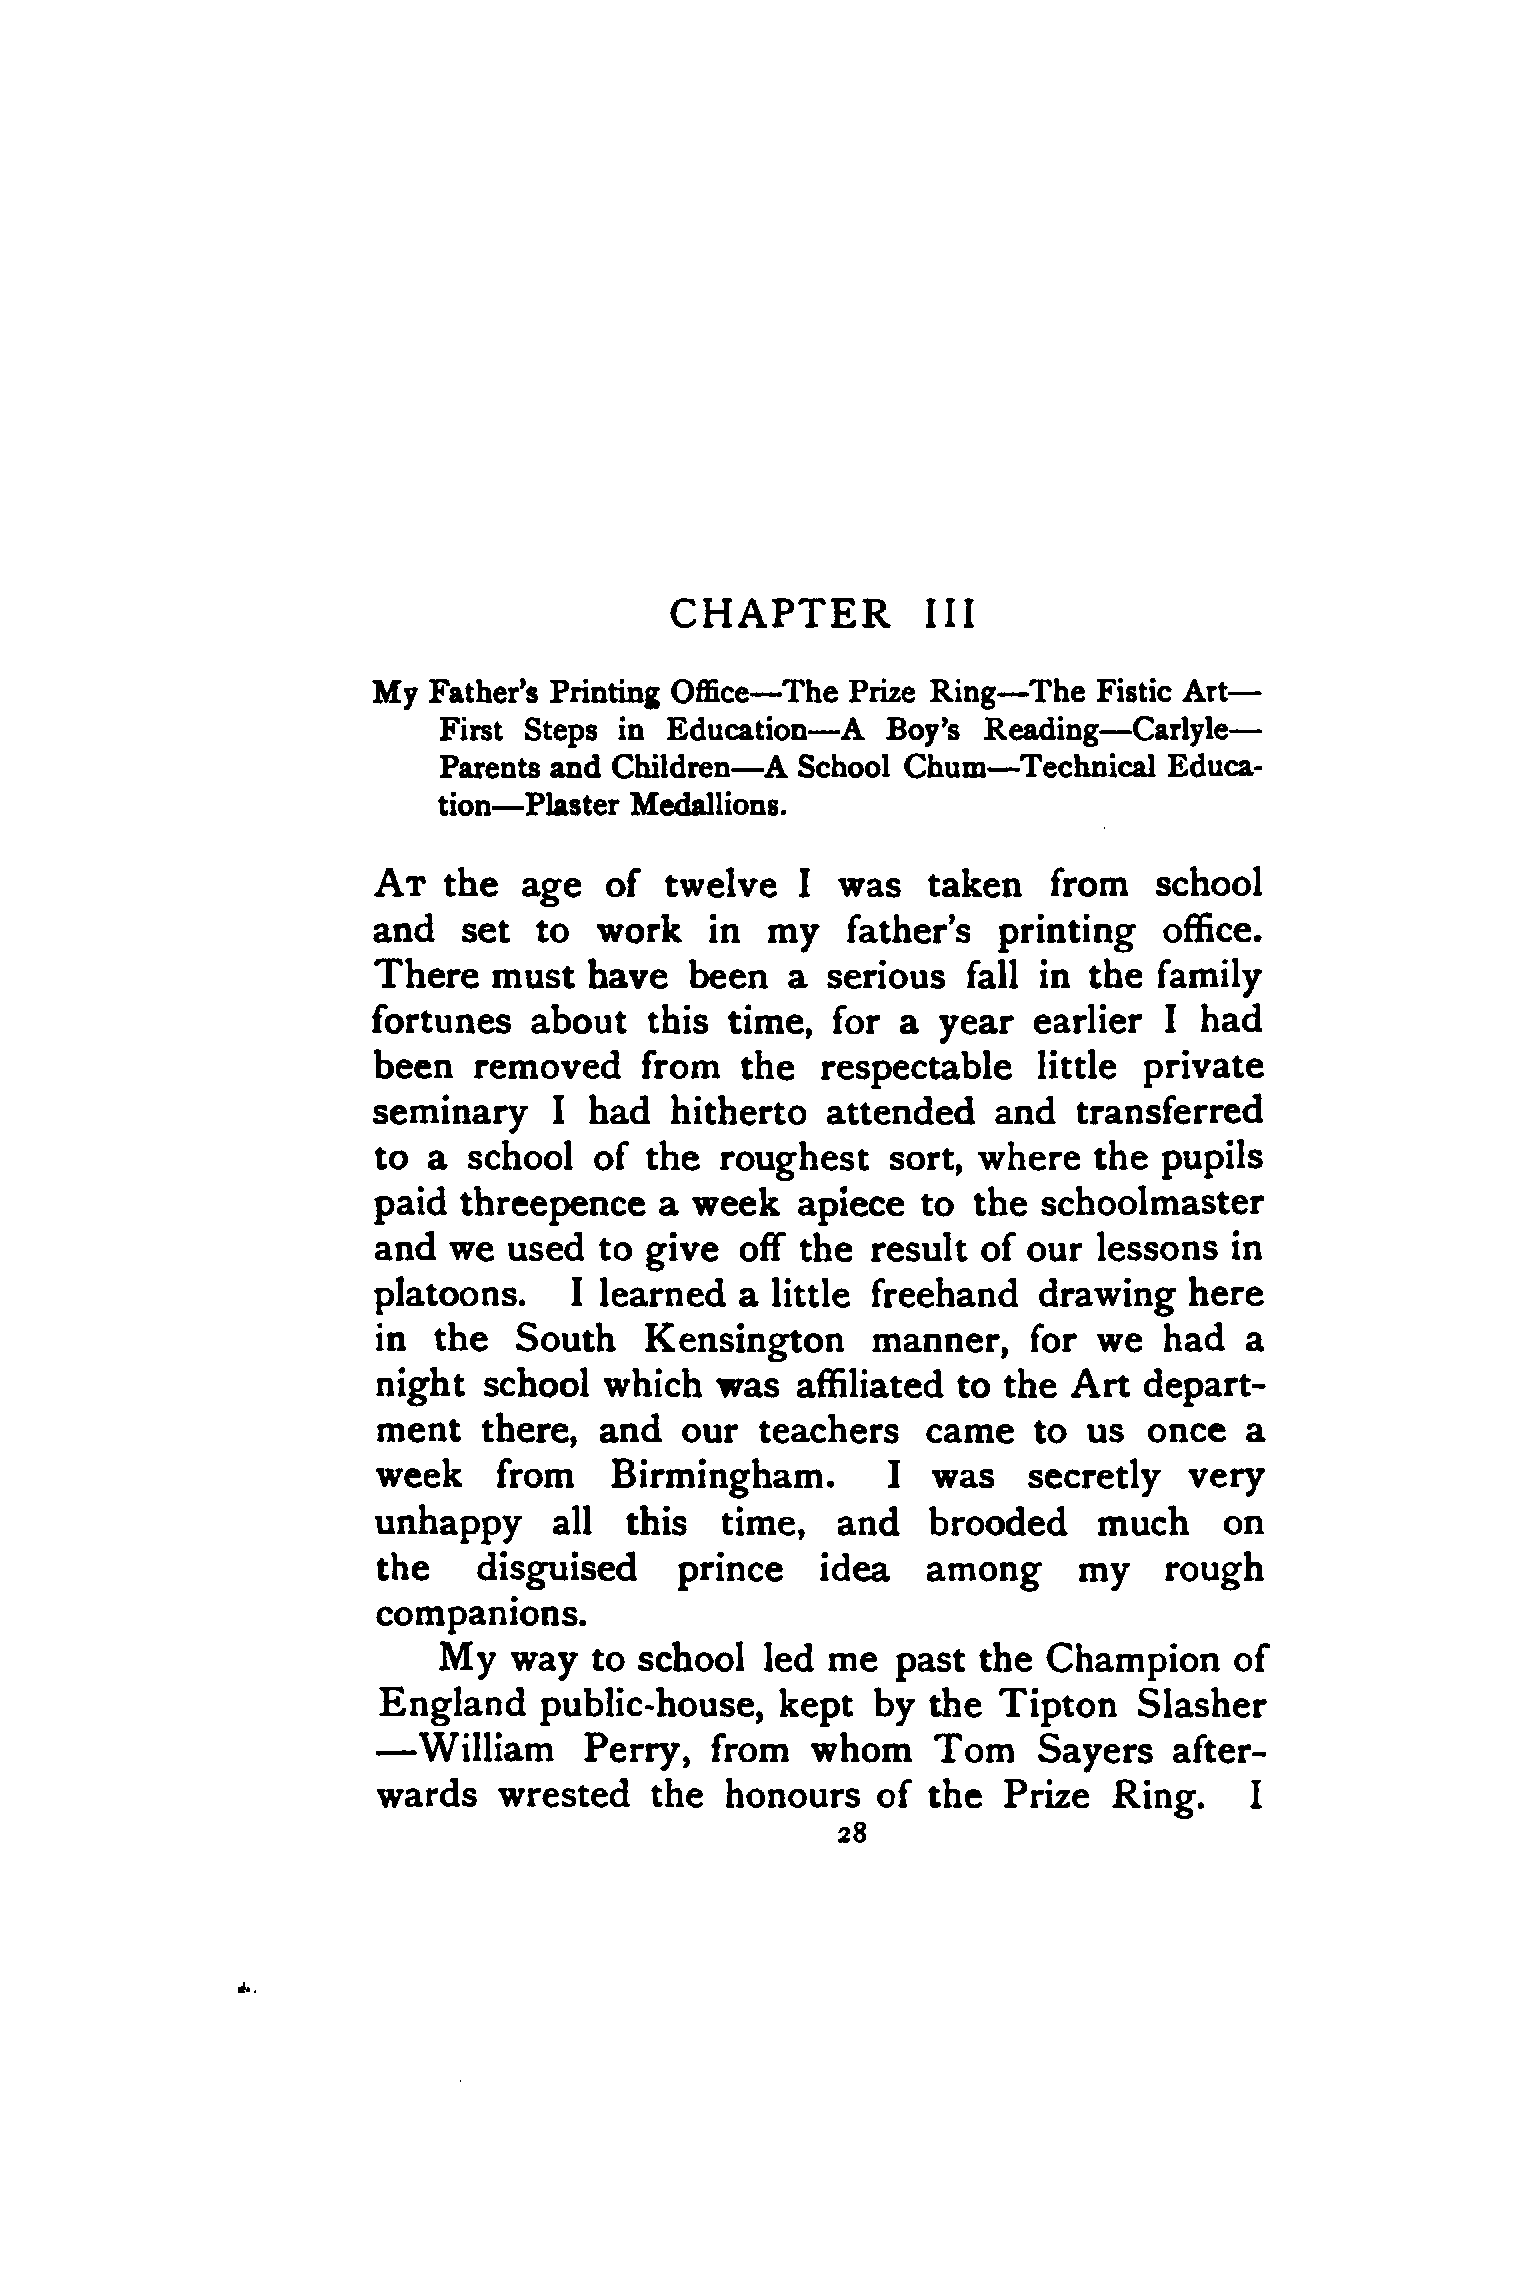 CHAPTER III
My Father's Printing Office—The Prize Ring—The Fistic Art—
First Steps in Education—A Boy's Reading—Carlyle—
Parents and Children—A School Chum—Technical Educa-
tion—Plaster Medallions.
AT the age of twelve I was taken from school
and set to work in my father's printing office.
There must have been a serious fall in the family
fortunes about this time, for a year earlier I had
been removed from the respectable little private
seminary I had hitherto attended and transferred
to a school of the roughest sort, where the pupils
paid threepence a week apiece to the schoolmaster
and we used to give off the result of our lessons in
platoons. I learned a little freehand drawing here
in the South Kensington manner, for we had a
night school which was affiliated to the Art depart-
ment there, and our teachers came to us once a
week from Birmingham. I was secretly very
unhappy all this time, and brooded much on
the disguised prince idea among my rough
companions.
My way to school led me past the Champion of
England public-house, kept by the Tipton Slasher
—William Perry, from whom Tom Sayers after-
wards wrested the honours of the Prize Ring. I
28